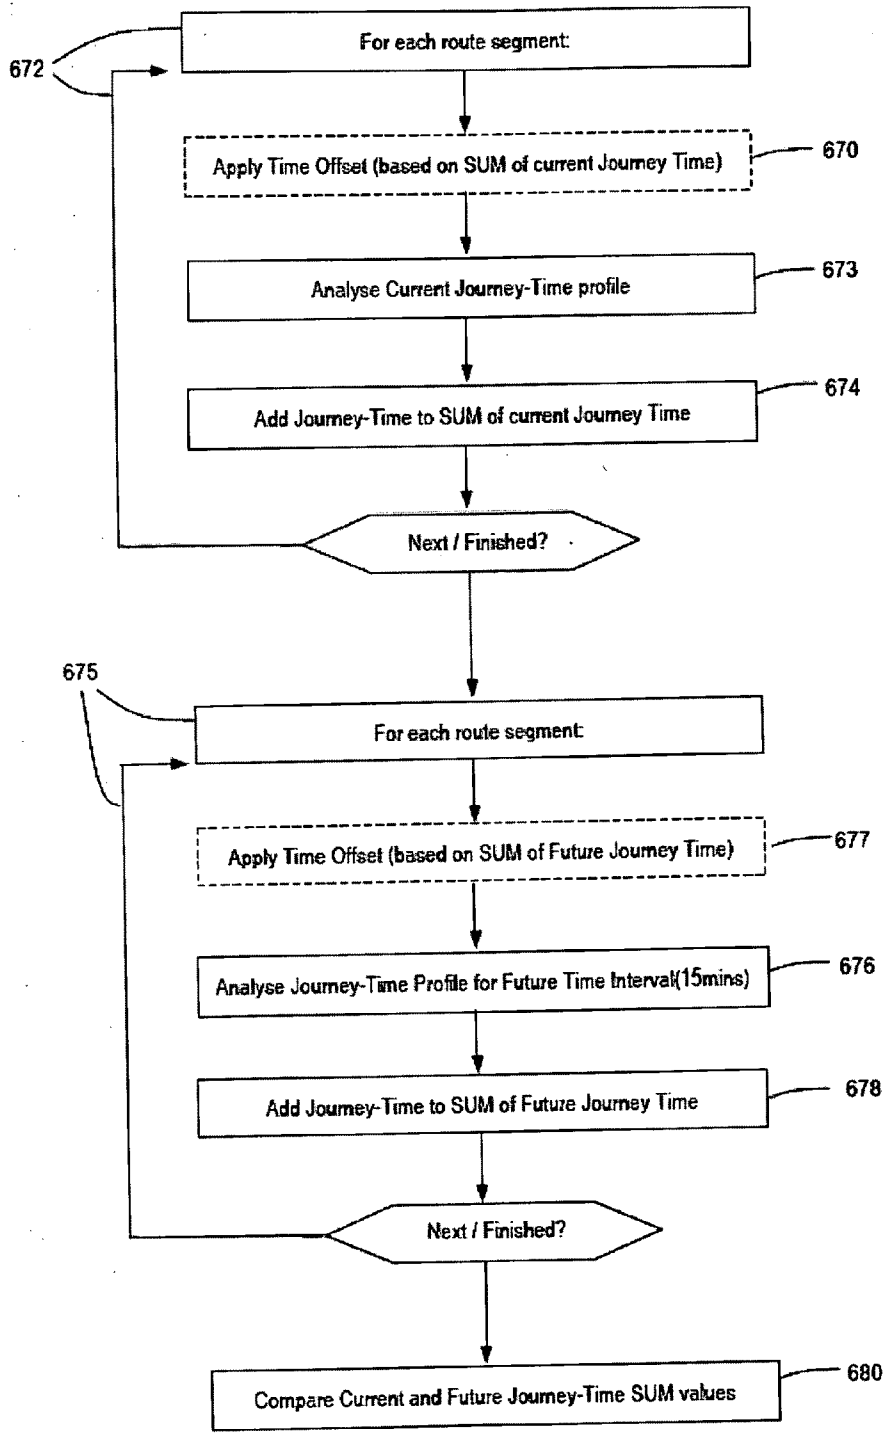 For each route segment:
672
Apply Time Offset (based on SUM of current Journey Time)
670
Analyse Current Journey-Time profile
673
Add Journey-Time to SUM of current Journey Time
674
Next / Finished?
675
For each route segment:
Apply Time Offset (based on SUM of Future Journey Time)
677
Analyse Journey-Time Profile for Future Time Interval(15mins)
676
Add Journey-Time to SUM of Future Journey Time
678
Next / Finished?
Compare Current and Future Journey-Time SUM values
680